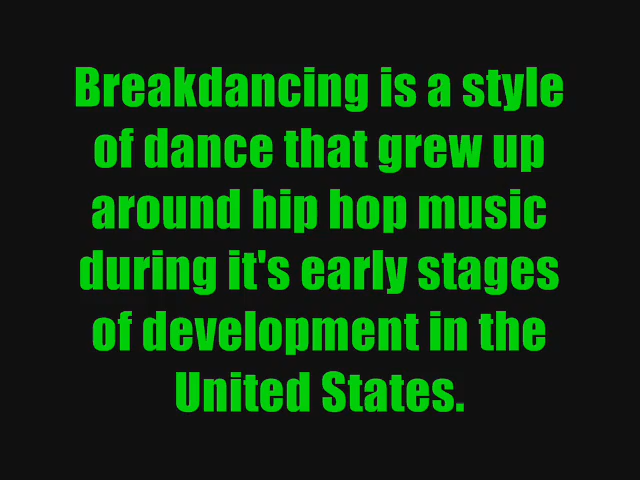 Breakdancing is a style
of dance that grew up
around hip hop music
during it's early stages
of development in the
United States.